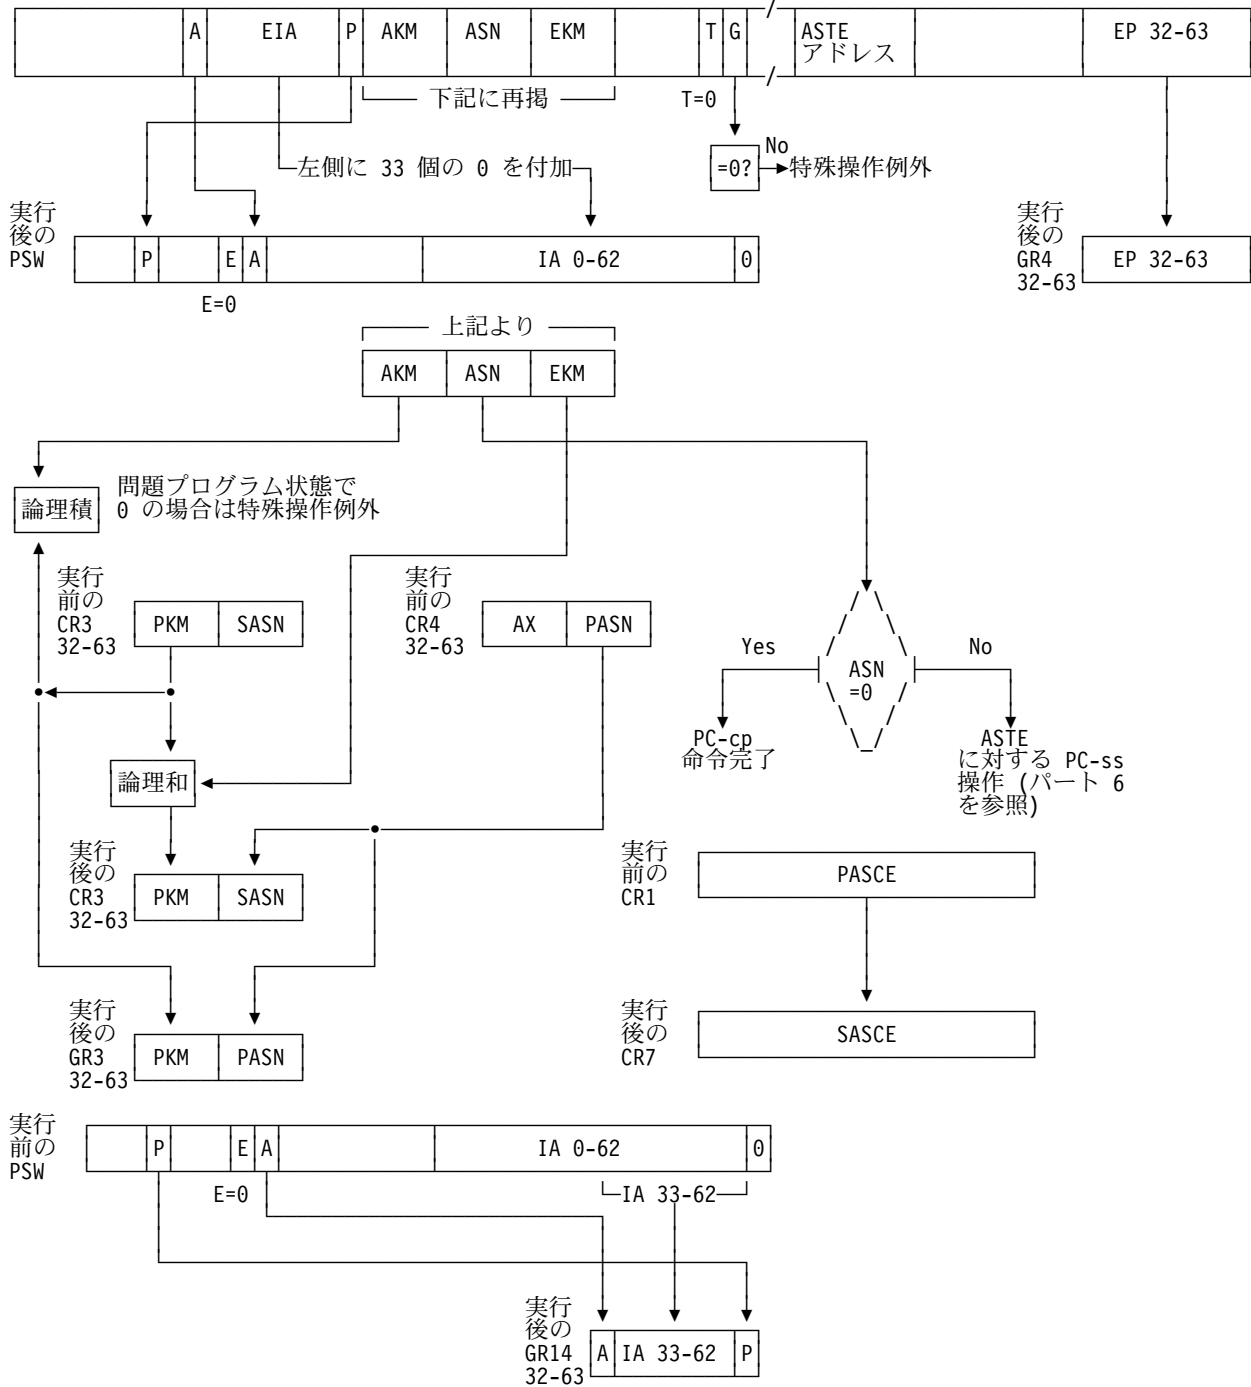 A EIA P AKM ASN EKM T G ASTE アドレス EP 32-63
下記に再掲
T=0
左側に 33 個の 0 を付加
=0?
No
特殊操作例外
実行
後の
PSW
P E A IA 0-62 0
E=0
実行
後の
GR4
32-63
EP 32-63
上記より
AKM ASN EKM
論理積
問題プログラム状態で
0 の場合は特殊操作例外
実行
前の
CR3
32-63
PKM SASN
実行
前の
CR4
32-63
AX PASN
Yes
ASN
=0
No
PC-cp
命令完了
ASTE
に対する PC-ss
操作 (パート 6
を参照)
論理和
実行
後の
CR3
32-63
PKM SASN
実行
前の
CR1
PASCE
実行
後の
GR3
32-63
PKM PASN
実行
後の
CR7
SASCE
実行
前の
PSW
P E A IA 0-62 0
E=0
IA 33-62
実行
後の
GR14
32-63
A IA 33-62 P